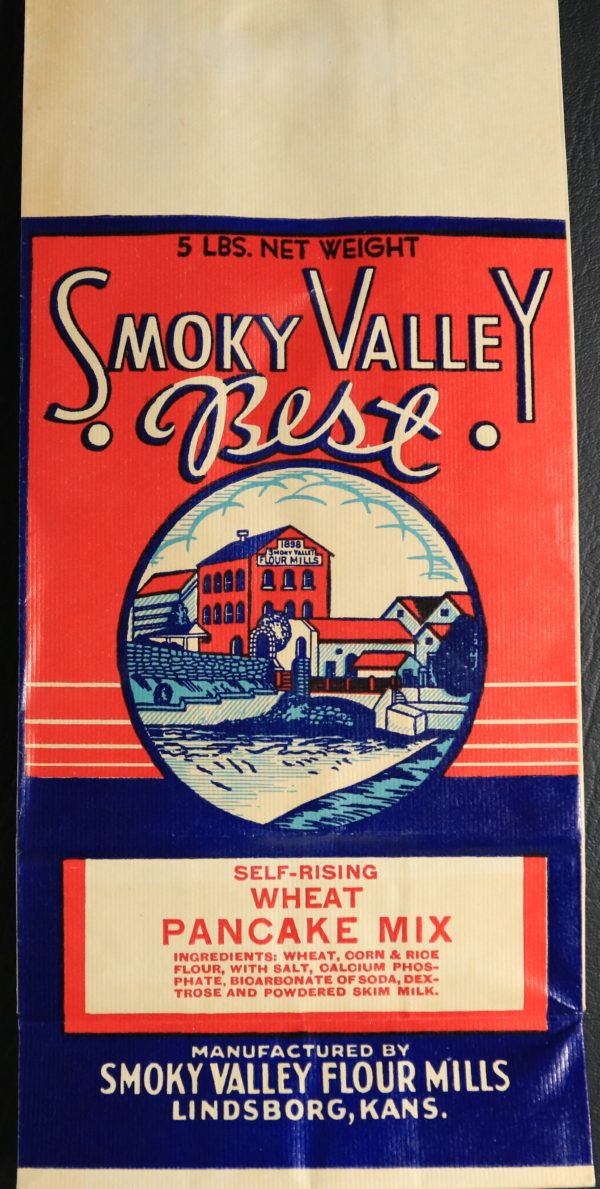 5 LBS. NET WEIGHT
SMOKY VALLEY
Best
1898
SMOKY VALLEY
FLOUR MILLS
SELF-RISING
WHEAT
PANCAKE MIX
INGREDIENTS: WHEAT, CORN & RICE
FLOUR, WITH SALT, CALCIUM PHOS-
PHATE, BICARBONATE OF SODA, DEX-
TROSE AND POWDERED SKIM MILK.
MANUFACTURED BY
SMOKY VALLEY FLOUR MILLS
LINDSBORG, KANS.